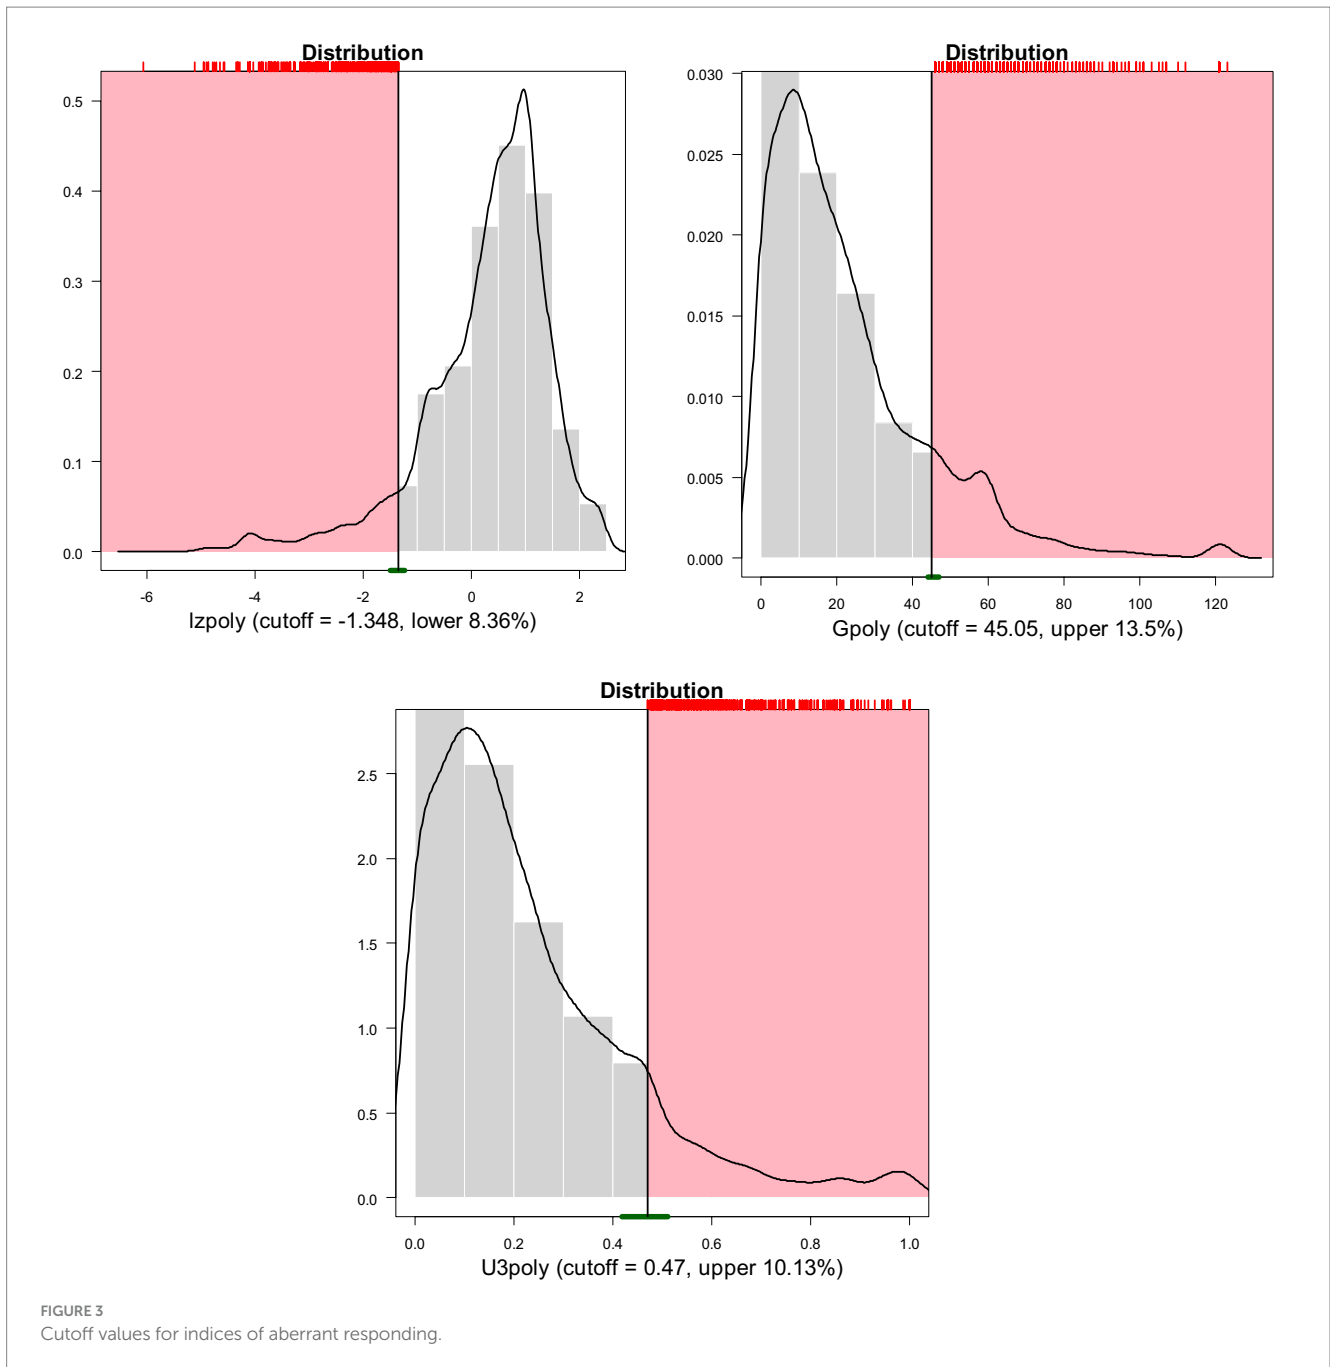 Distribution
0.5
0.4
0.3
0.2
0.1
0.0
-6 -4 -2 0 2
lzpoly (cutoff = -1.348, lower 8.36%)
Distribution
0.030
0.025
0.020
0.015
0.010
0.005
0.000
0 20 40 60 80 100 120
Gpoly (cutoff = 45.05, upper 13.5%)
Distribution
2.5
2.0
1.5
1.0
0.5
0.0
0.0 0.2 0.4 0.6 0.8 1.0
U3poly (cutoff = 0.47, upper 10.13%)
FIGURE 3
Cutoff values for indices of aberrant responding.